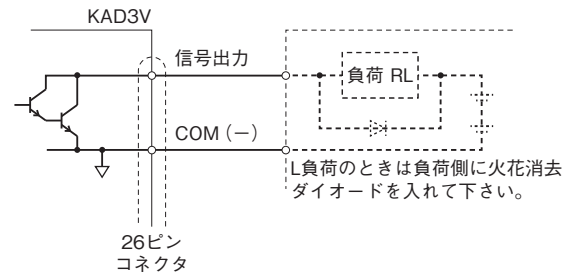 KAD3V
信号出力
負荷 RL
COM（－）
L負荷のときは負荷側に火花消去
ダイオードを入れて下さい。
26ピン
コネクタ